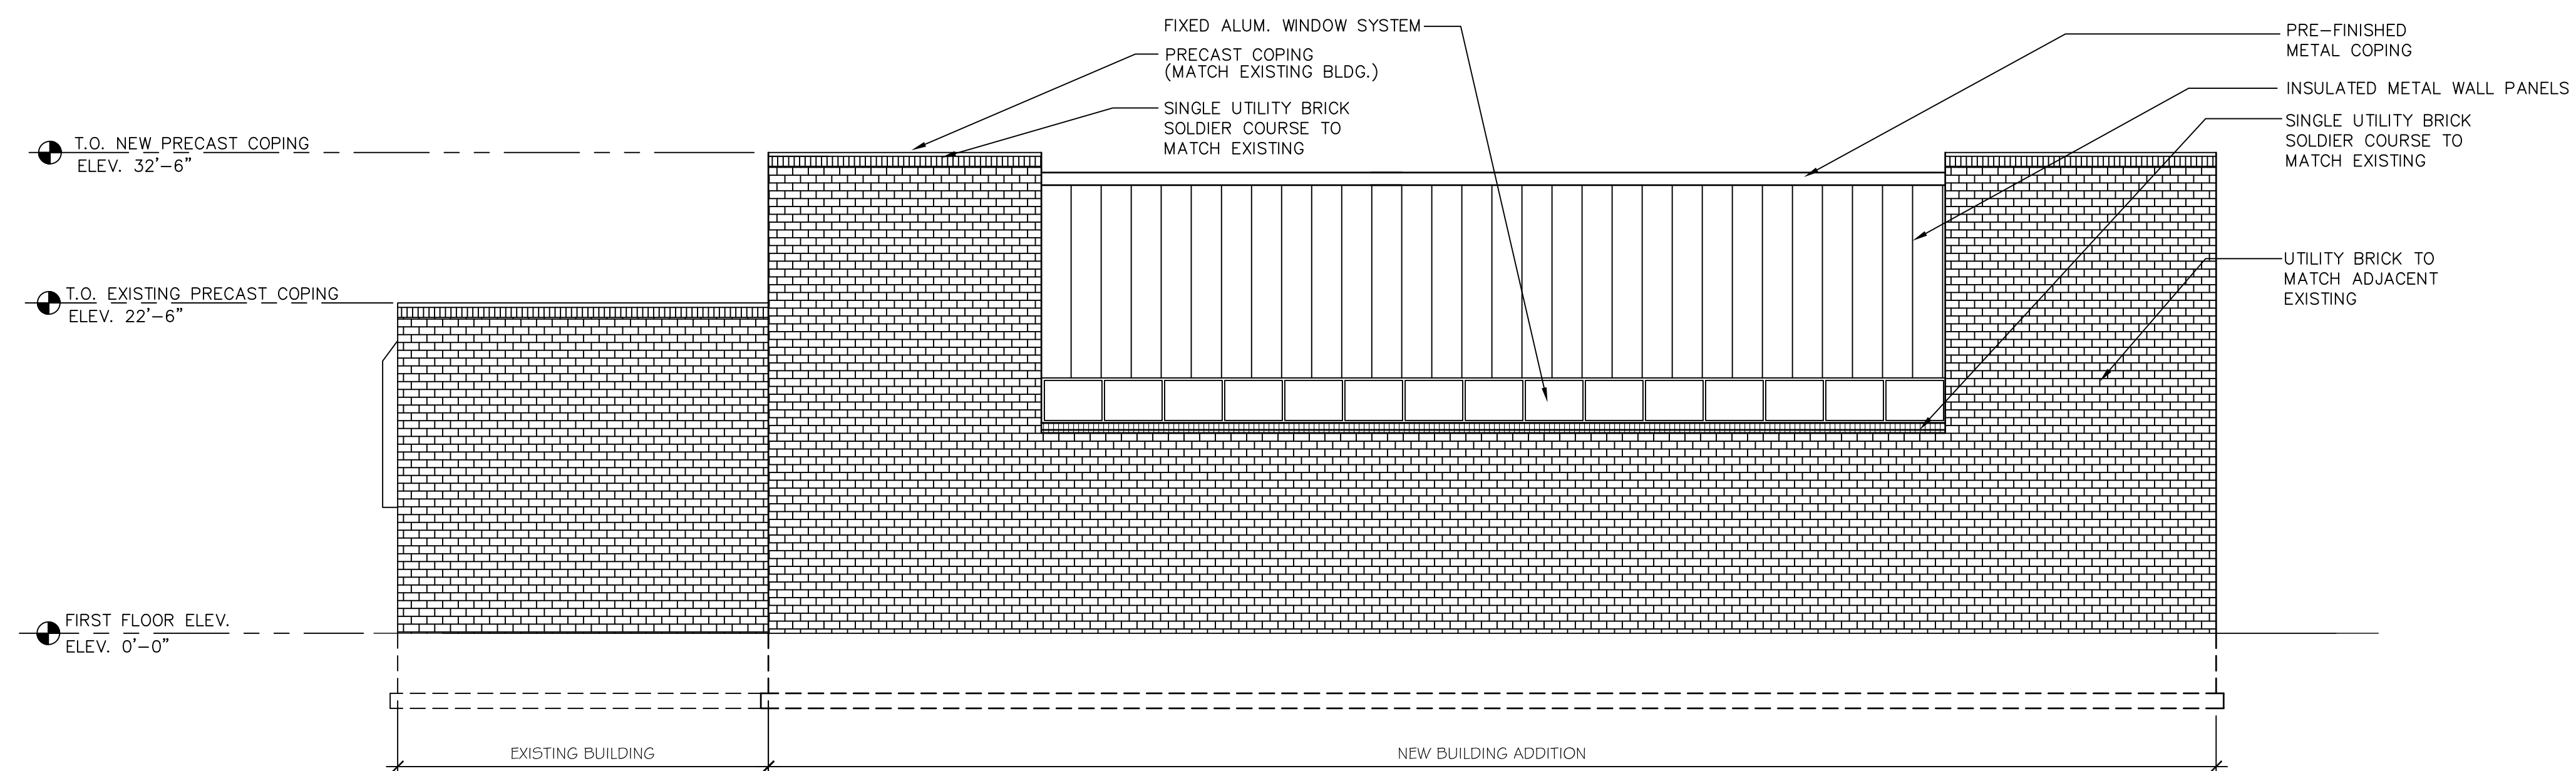 FIXED ALUM. WINDOW SYSTEM
PRECAST COPING
(MATCH EXISTING BLDG.)
SINGLE UTILITY BRICK
SOLDIER COURSE TO
MATCH EXISTING
PRE-FINISHED
METAL COPING
INSULATED METAL WALL PANELS
SINGLE UTILITY BRICK
SOLDIER COURSE TO
MATCH EXISTING
UTILITY BRICK TO
MATCH ADJACENT
EXISTING
T.O. NEW PRECAST COPING
ELEV. 32'-6"
T.O. EXISTING PRECAST COPING
ELEV. 22'-6"
FIRST FLOOR ELEV.
ELEV. 0'-0"
EXISTING BUILDING
NEW BUILDING ADDITION